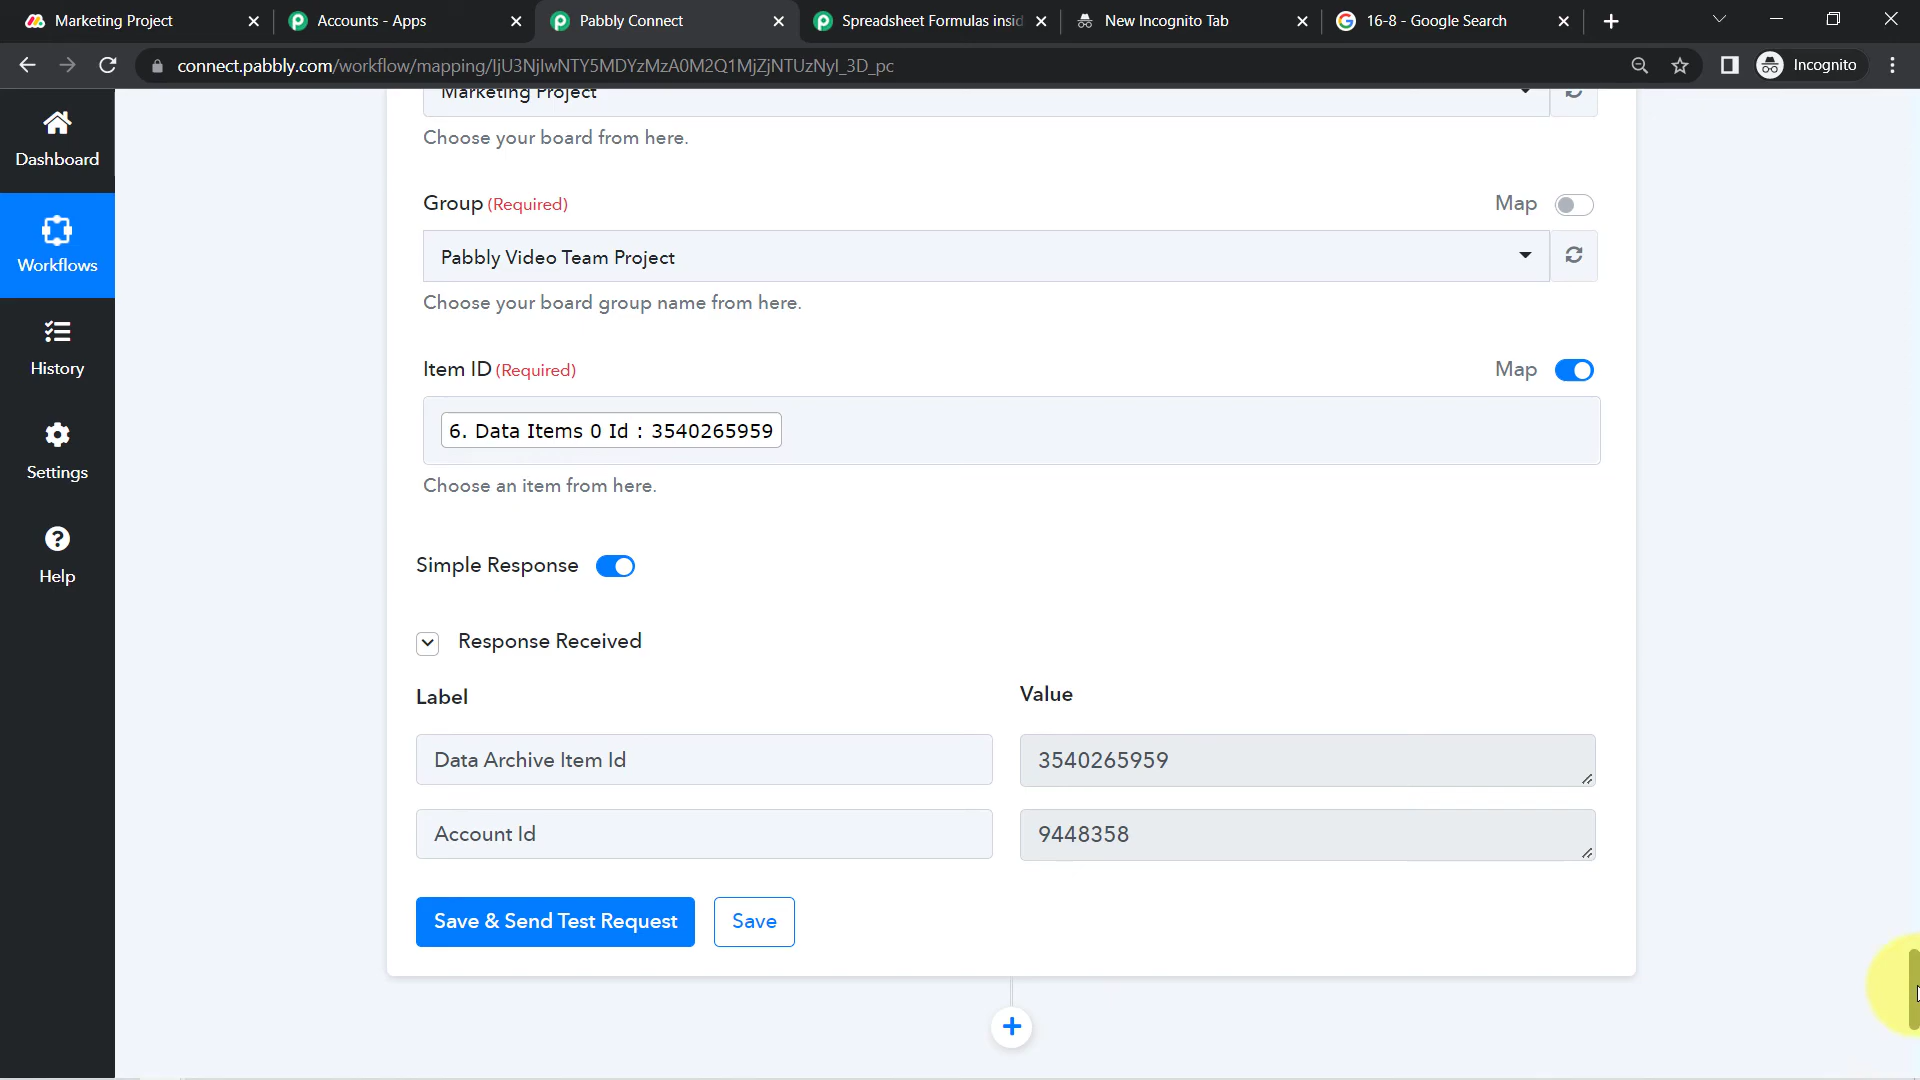 Marketing Project
Accounts - Apps
Pabbly Connect
Spreadsheet Formulas insid
New Incognito Tab
16-8 - Google Search
connect.pabbly.com/workflow/mapping/IjU3NjIwNTY5MDYzMzA0M2Q1MjZjNTUzNyI_3D_pc
Incognito
Dashboard
Workflows
History
Settings
Help
Marketing Project
Choose your board from here.
Group (Required)
Map
Pabbly Video Team Project
Choose your board group name from here.
Item ID (Required)
Map
6. Data Items 0 Id : 3540265959
Choose an item from here.
Simple Response
Response Received
Label
Value
Data Archive Item Id
3540265959
Account Id
9448358
Save & Send Test Request
Save